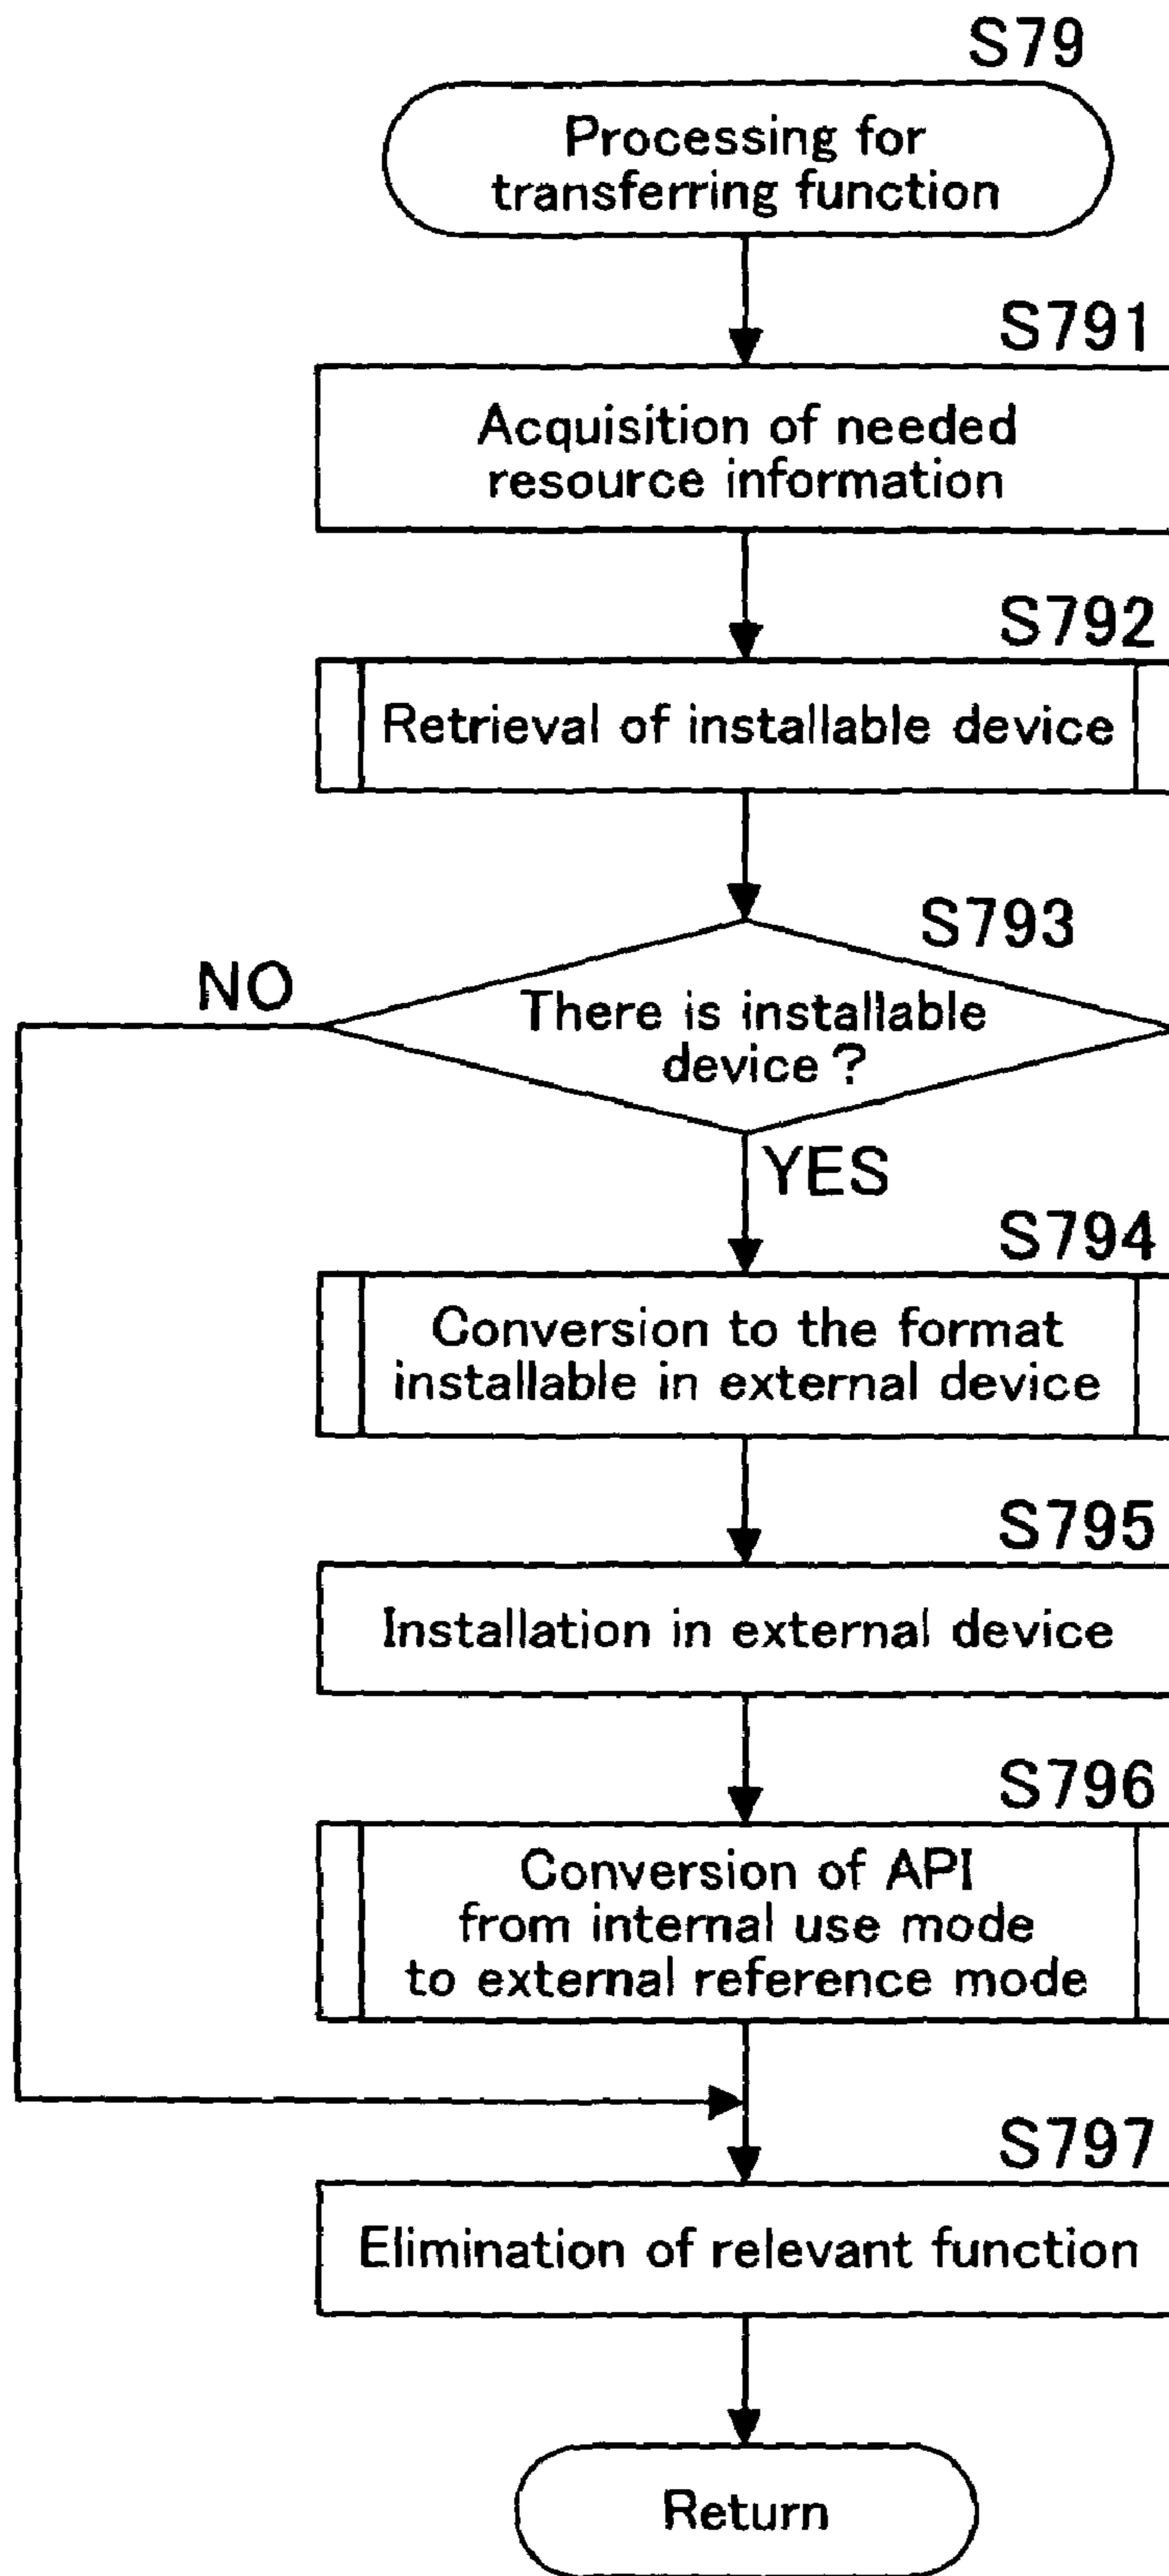 S79
Processing for
transferring function
S791
Acquisition of needed
resource information
S792
Retrieval of installable device
S793
NO
There is installable
device ?
YES
S794
Conversion to the format
installable in external device
S795
Installation in external device
S796
Conversion of API
from internal use mode
to external reference mode
S797
Elimination of relevant function
Return